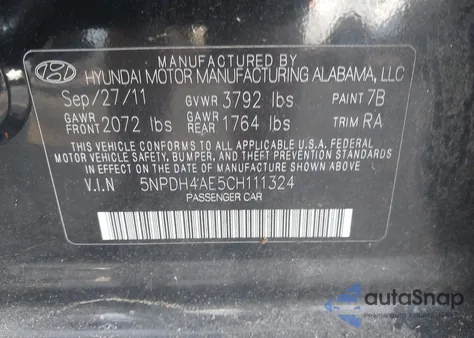 MANUFACTURED BY
HYUNDAI MOTOR MANUFACTURING ALABAMA, LLC
Sep/27/11 GVWR 3792 lbs PAINT 7B
GAWR FRONT 2072 lbs GAWR REAR 1764 lbs TRIM RA
THIS VEHICLE CONFORMS TO ALL APPLICABLE U.S.A FEDERAL
MOTOR VEHICLE SAFETY, BUMPER, AND THEFT PREVENTION
STANDARDS IN EFFECT ON THE DATE OF MANUFACTURE SHOWN ABOVE.
V.I.N 5NPDH4AE5CH111324
PASSENGER CAR
autoSnap